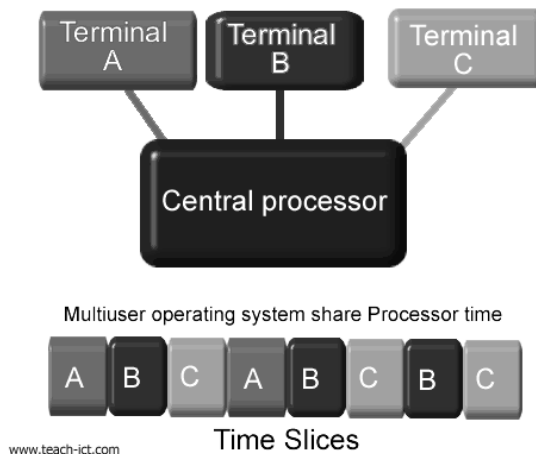 Terminal
A
Terminal
B
Terminal
C
Central processor
Multiuser operating system share Processor time
A B C A B C B C
Time Slices
www.teach-ict.com